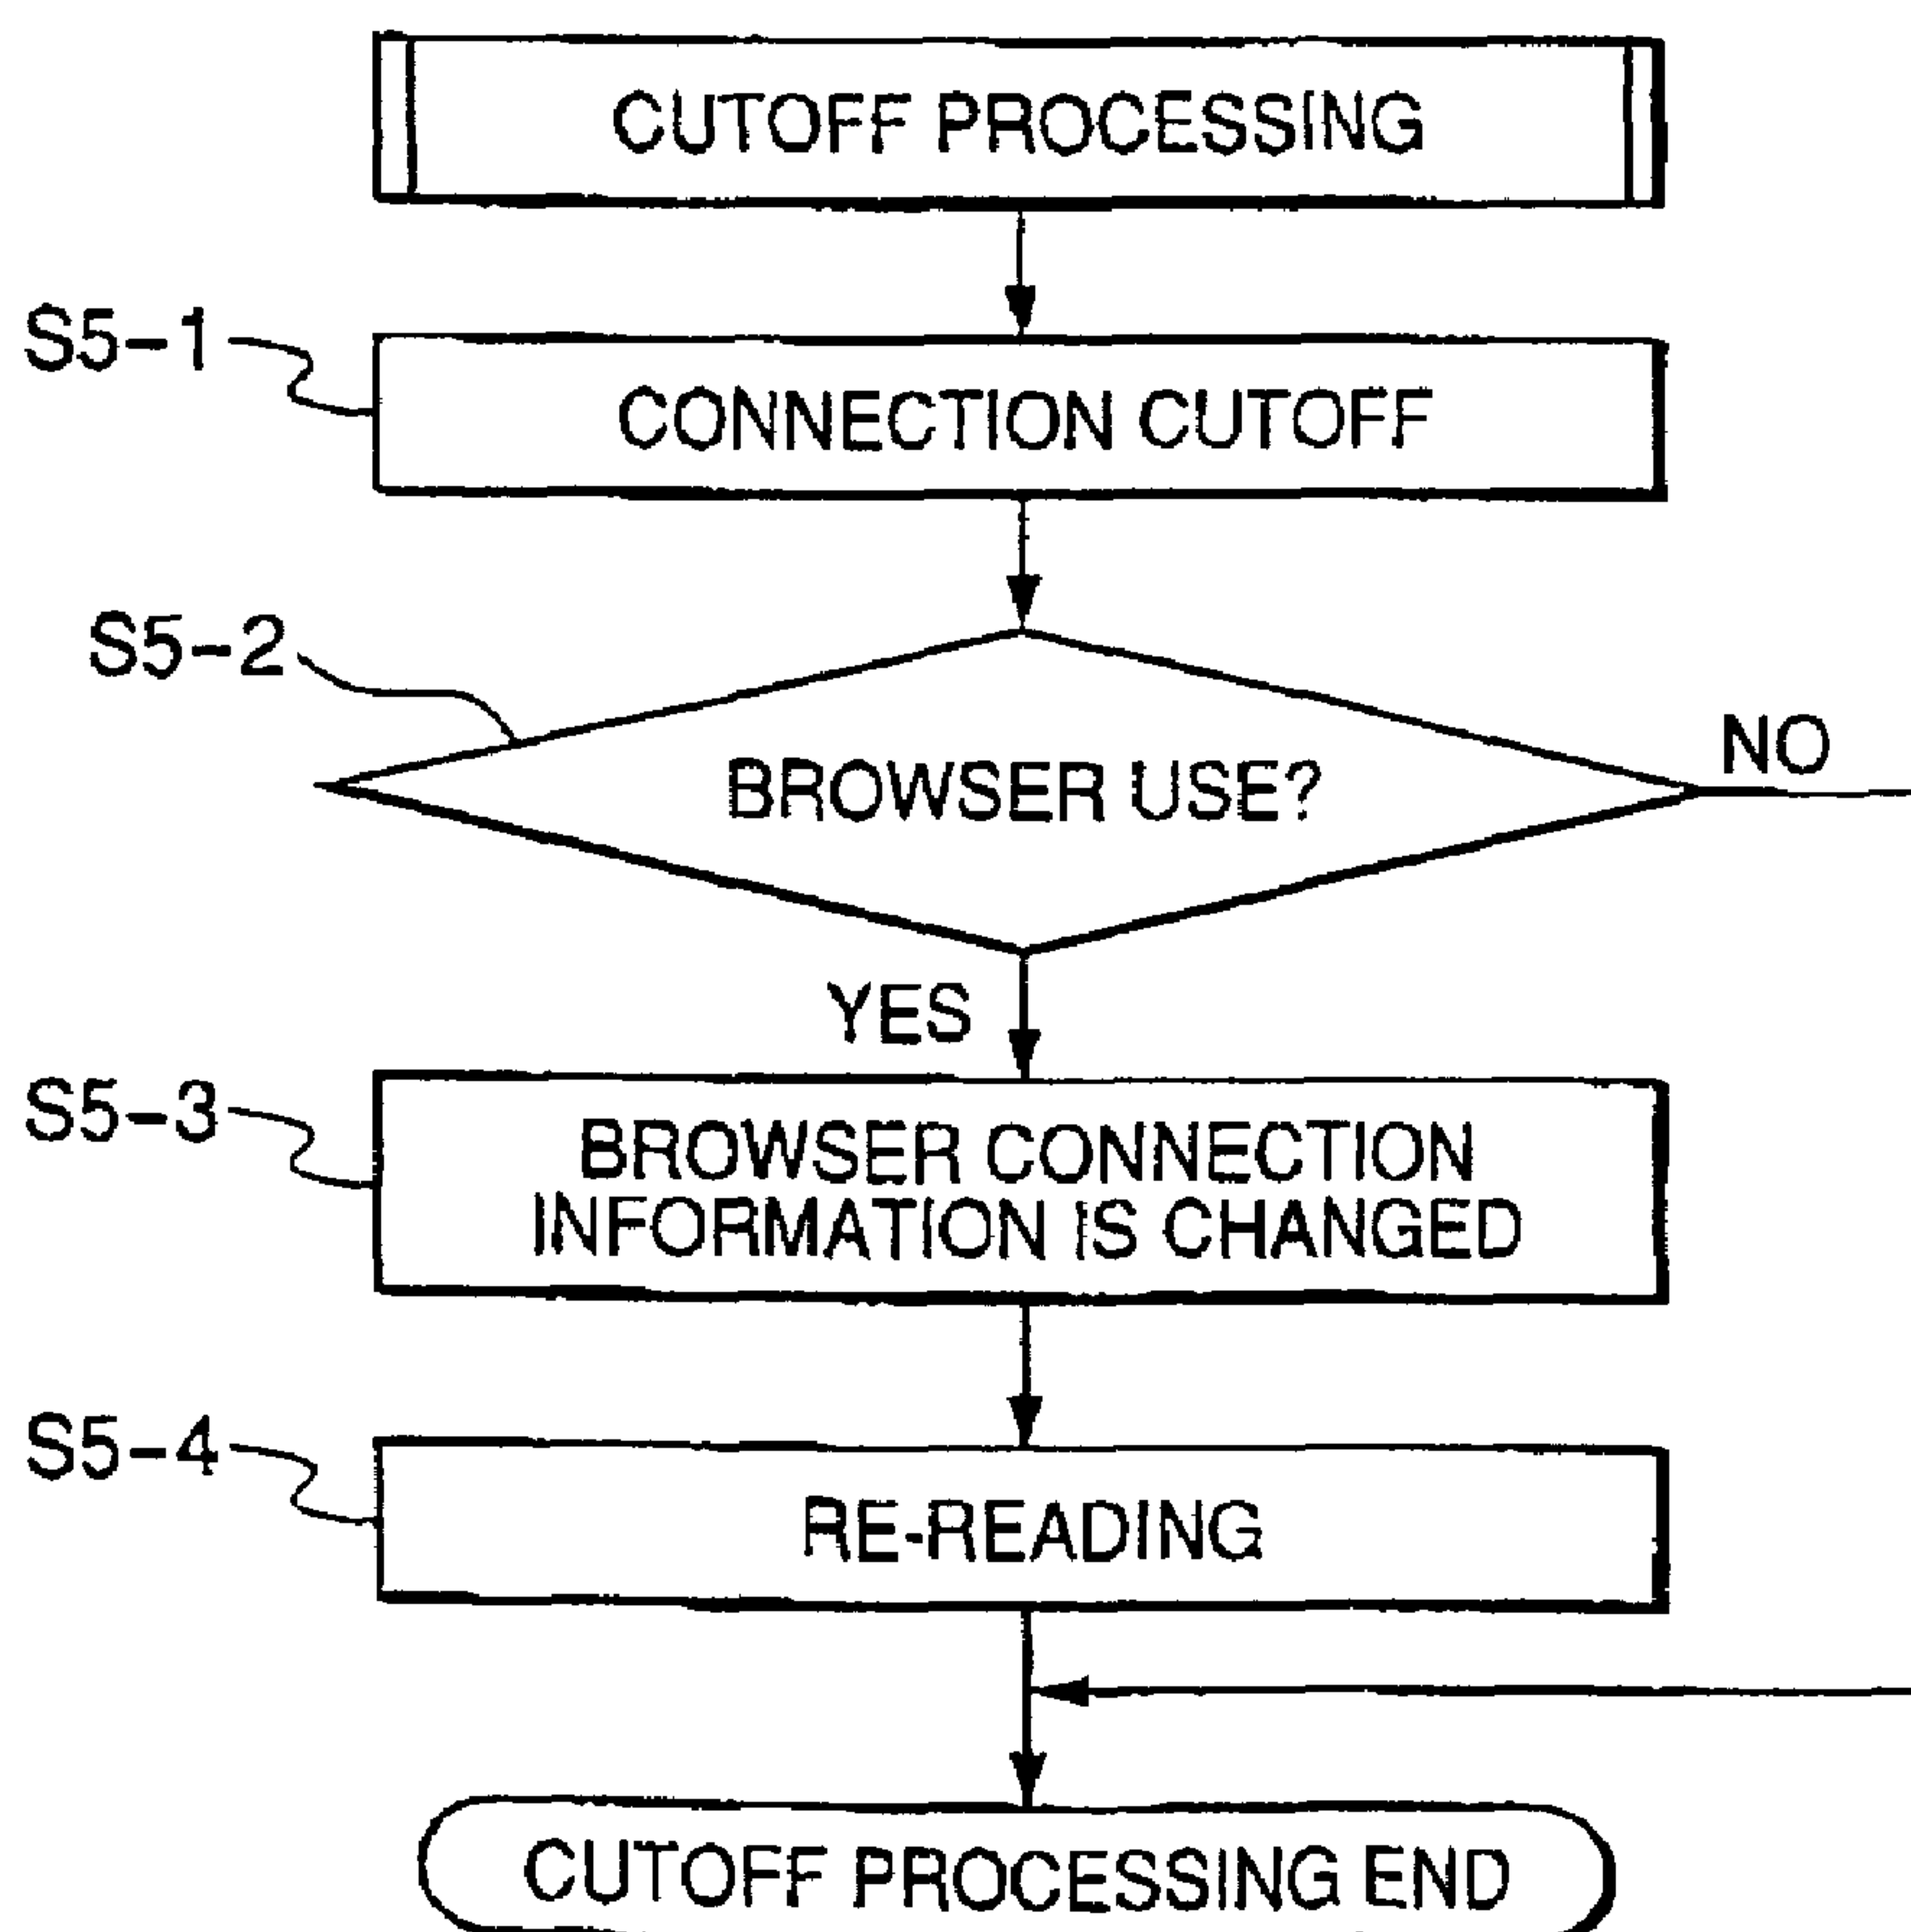 CUTOFF PROCESSING
S5-1
CONNECTION CUTOFF
S5-2
BROWSER USE?
NO
YES
S5-3
BROWSER CONNECTION
INFORMATION IS CHANGED
S5-4
RE-READING
CUTOFF PROCESSING END